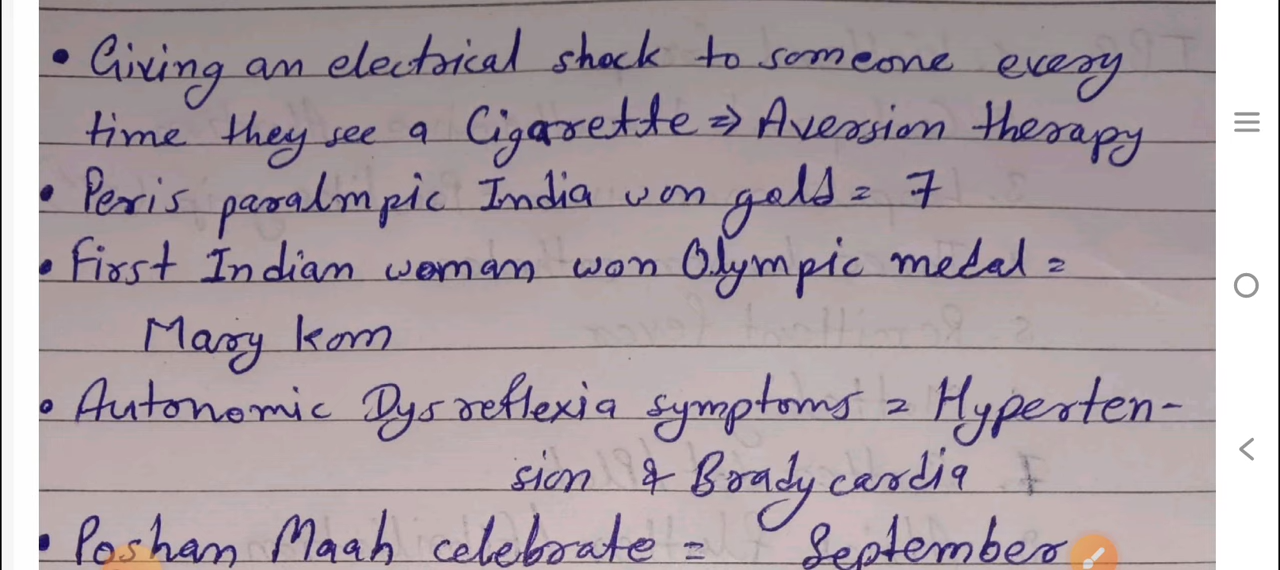 • Giving an electrical shock to someone every
time they see a Cigarette ⇒ Aversion therapy
• Peris paralmpic India won gold = 7
• First Indian woman won Olympic medal =
Mary kom
• Autonomic Dysreflexia symptoms = Hyperten-
sion & Bradycardia
• Poshan Maah celebrate = September